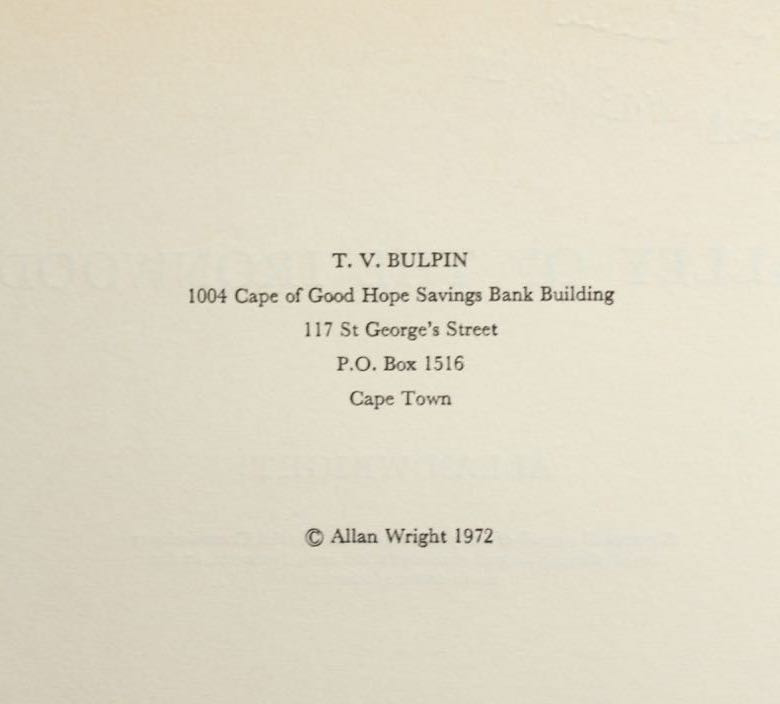 T. V. BULPIN
1004 Cape of Good Hope Savings Bank Building
117 St George's Street
P.O. Box 1516
Cape Town
© Allan Wright 1972